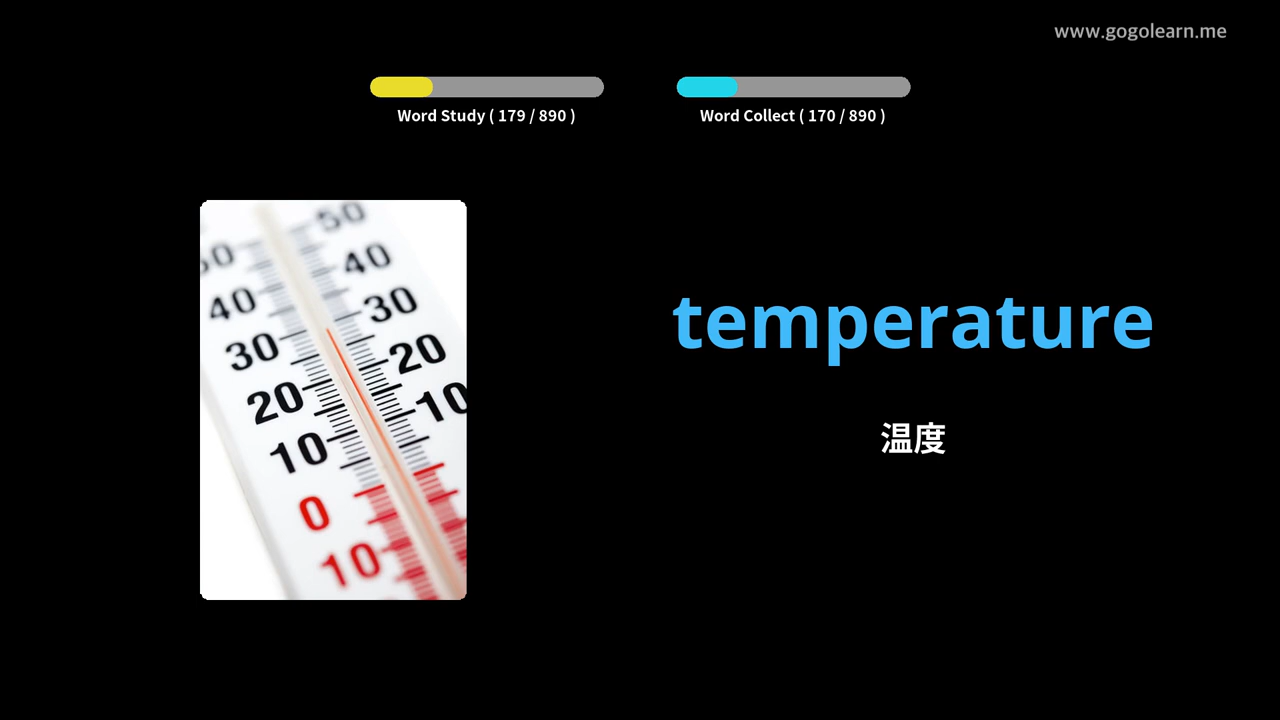 www.gogolearn.me
Word Study ( 179 / 890 )
Word Collect ( 170 / 890 )
50
40
40
30
30
20
20
10
10
0
10
temperature
温度